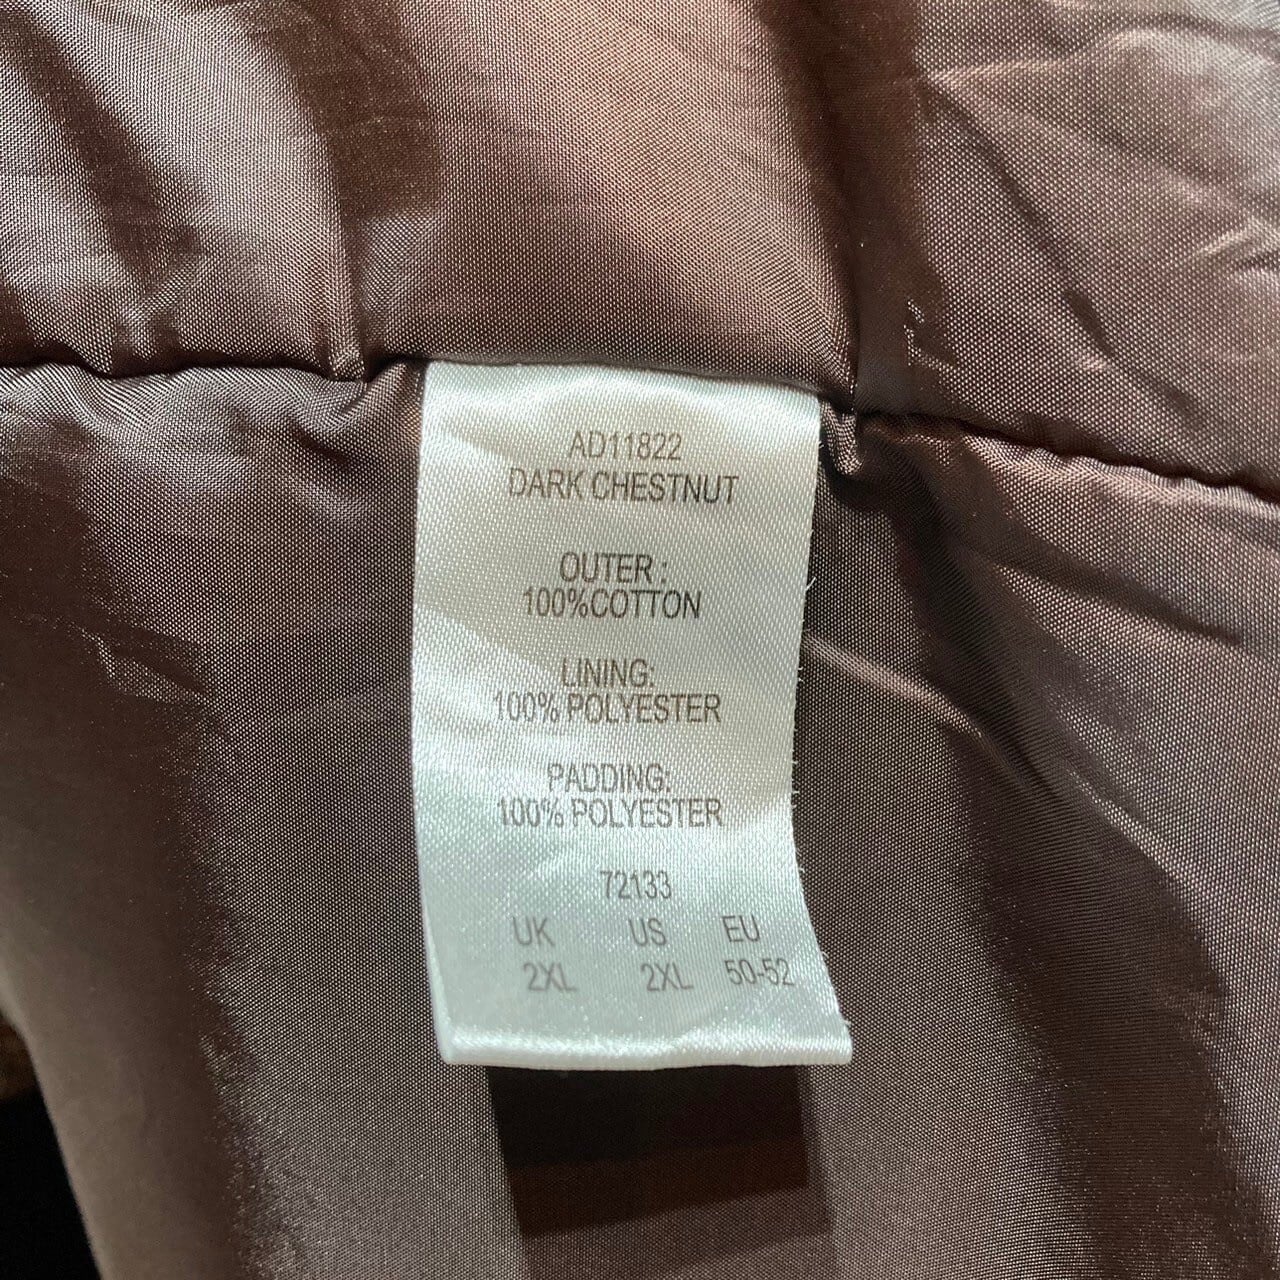 AD11822
DARK CHESTNUT
OUTER :
100%COTTON
LINING:
100% POLYESTER
PADDING:
100% POLYESTER
72133
UK US EU
2XL 2XL 50-52